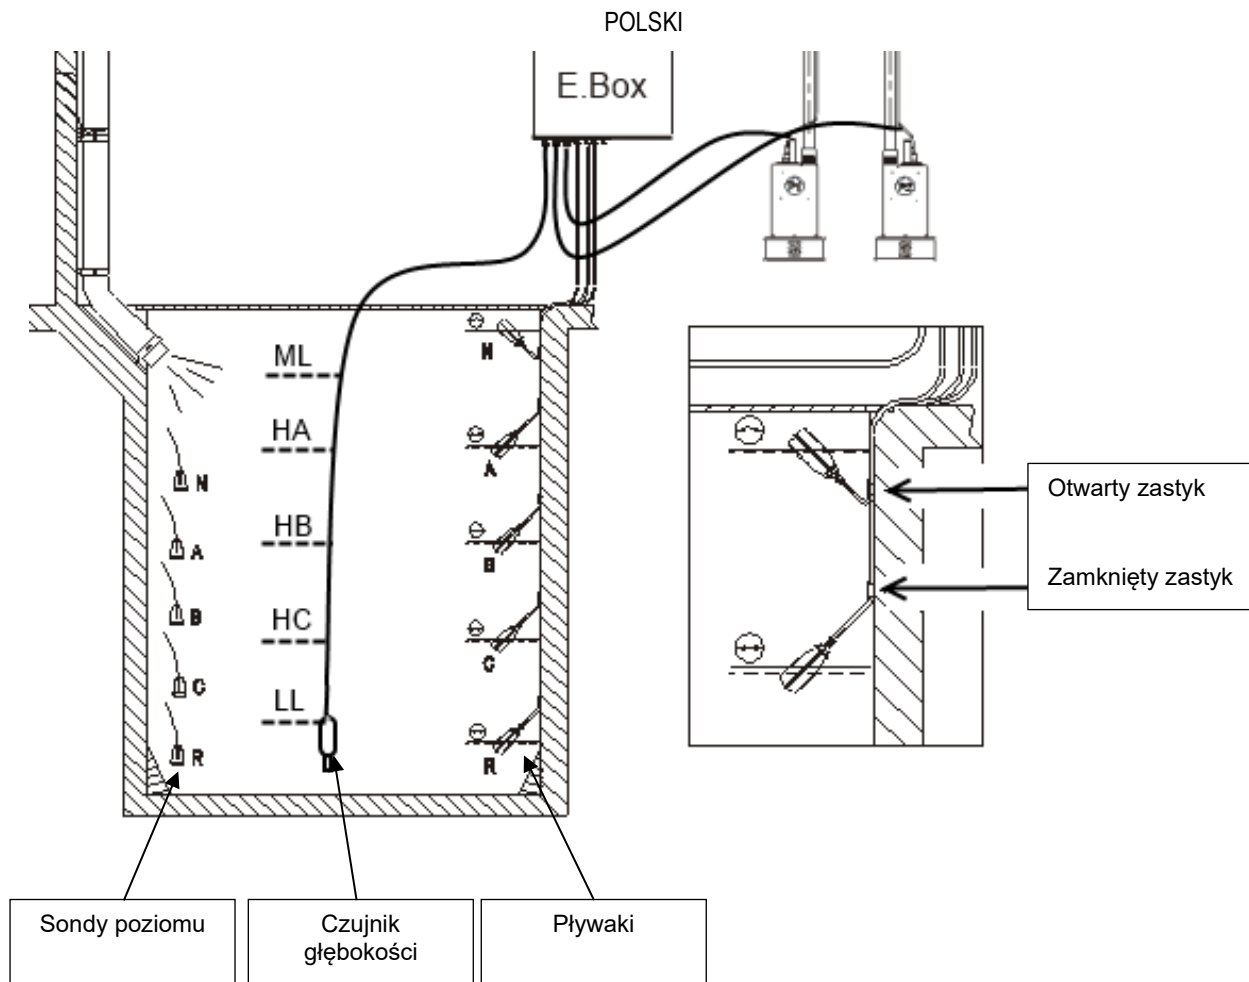 POLSKI
E.Box
ML
HA
HB
HC
LL
N
A
B
C
R
N
A
B
C
R
Otwarty zastyk
Zamknięty zastyk
Sondy poziomu
Czujnik
głębokości
Pływaki